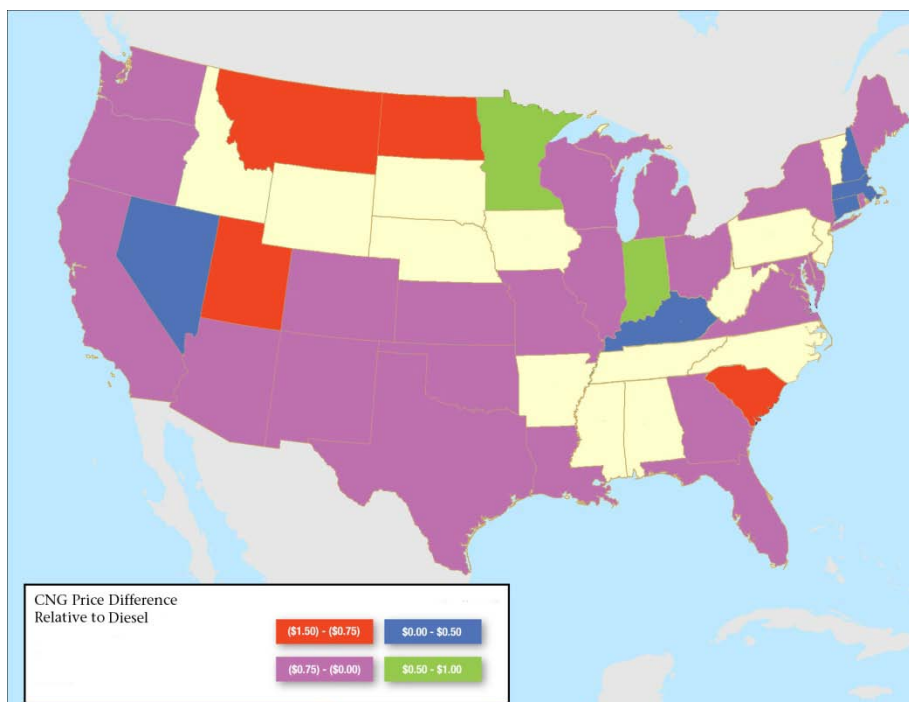 CNG Price Difference
Relative to Diesel
($1.50) - ($0.75)
$0.00 - $0.50
($0.75) - ($0.00)
$0.50 - $1.00